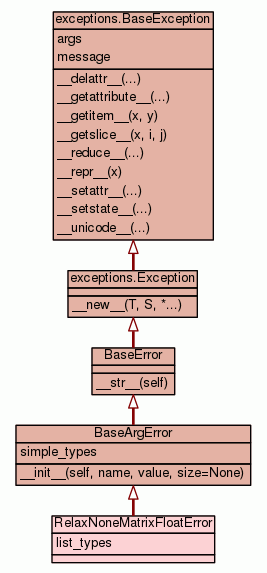 exceptions.BaseException
args
message
__delattr__(...)
__getattribute__(...)
__getitem__(x, y)
__getslice__(x, i, j)
__reduce__(...)
__repr__(x)
__setattr__(...)
__setstate__(...)
__unicode__(...)
exceptions.Exception
__new__(T, S, *...)
BaseError
__str__(self)
BaseArgError
simple_types
__init__(self, name, value, size=None)
RelaxNoneMatrixFloatError
list_types